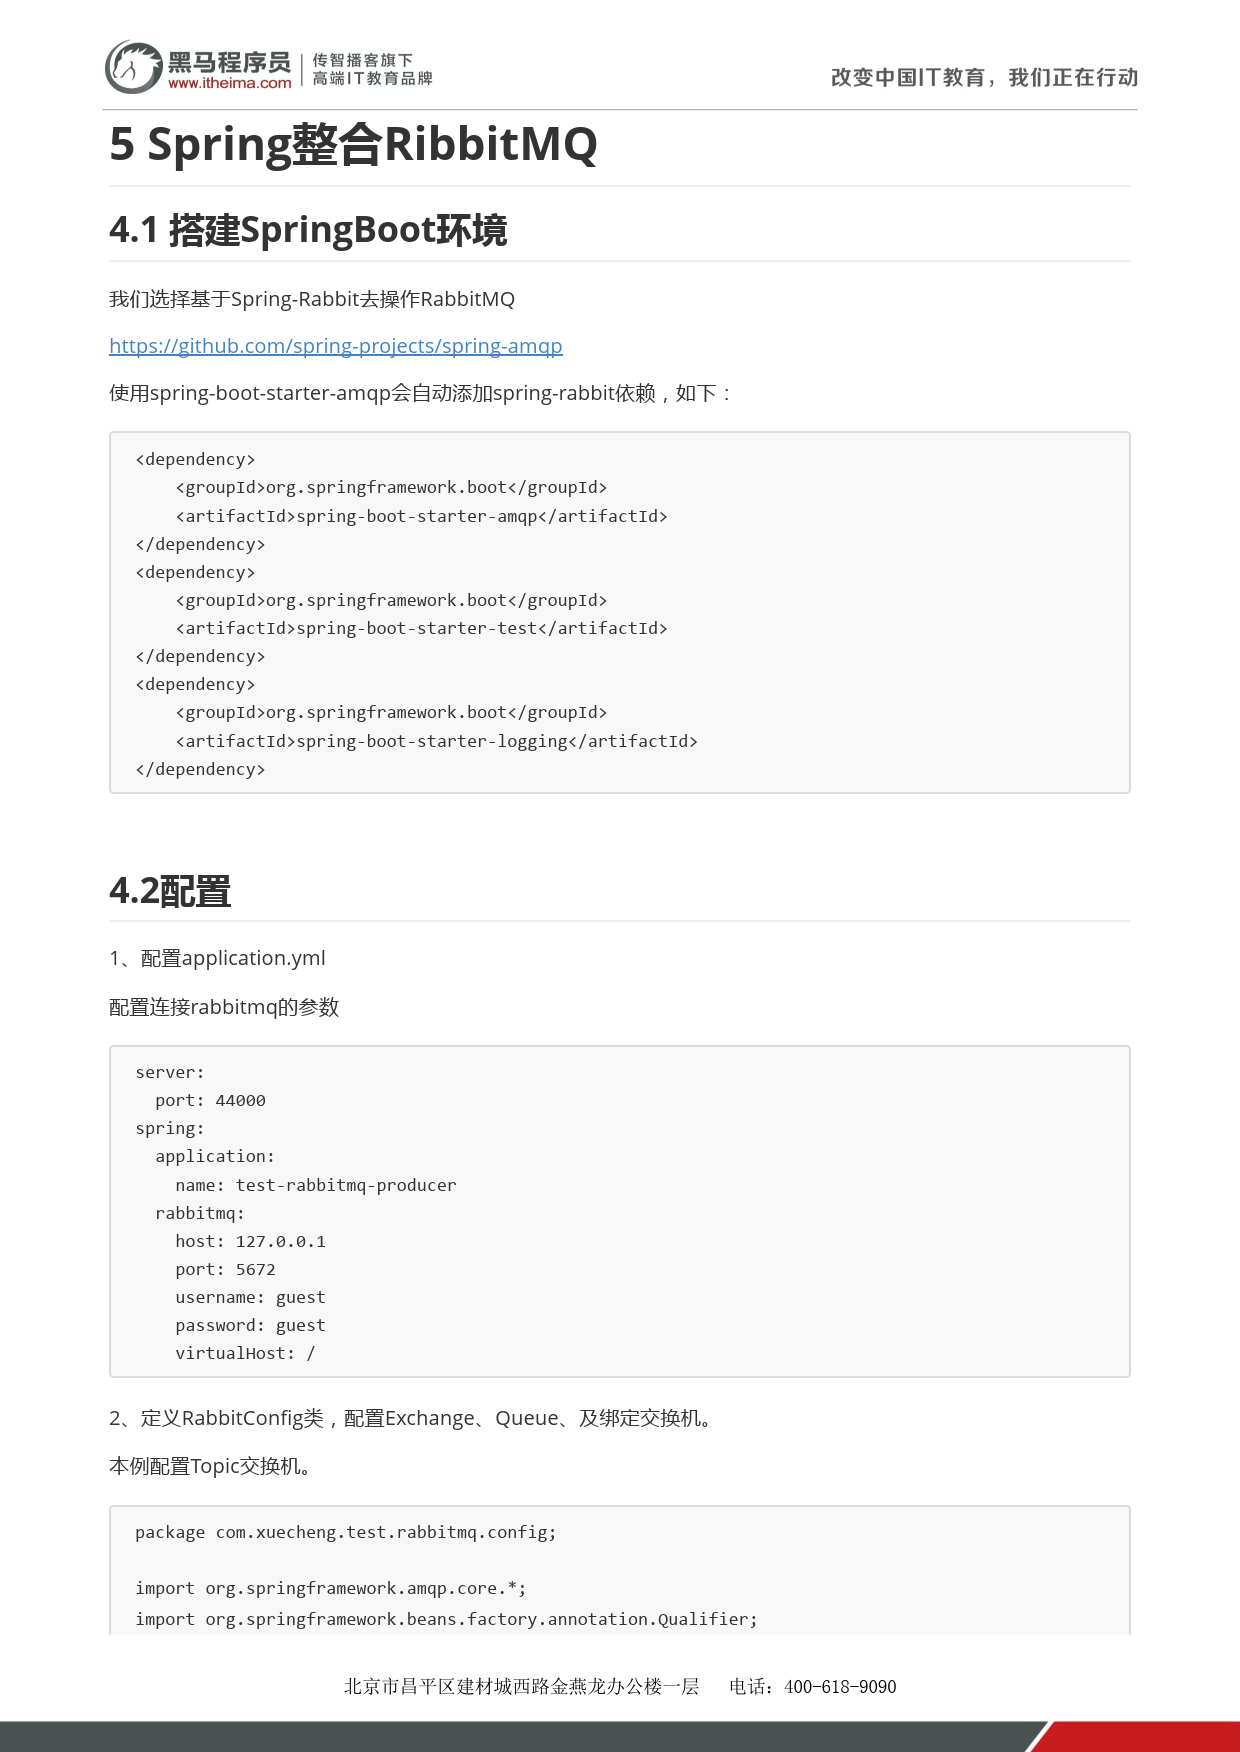 黑马程序员
www.itheima.com
传智播客旗下
高端IT教育品牌
改变中国IT教育，我们正在行动
5 Spring整合RibbitMQ
4.1 搭建SpringBoot环境
我们选择基于Spring-Rabbit去操作RabbitMQ
https://github.com/spring-projects/spring-amqp
使用spring-boot-starter-amqp会自动添加spring-rabbit依赖，如下：
<dependency>
    <groupId>org.springframework.boot</groupId>
    <artifactId>spring-boot-starter-amqp</artifactId>
</dependency>
<dependency>
    <groupId>org.springframework.boot</groupId>
    <artifactId>spring-boot-starter-test</artifactId>
</dependency>
<dependency>
    <groupId>org.springframework.boot</groupId>
    <artifactId>spring-boot-starter-logging</artifactId>
</dependency>
4.2配置
1、配置application.yml
配置连接rabbitmq的参数
server:
  port: 44000
spring:
  application:
    name: test-rabbitmq-producer
  rabbitmq:
    host: 127.0.0.1
    port: 5672
    username: guest
    password: guest
    virtualHost: /
2、定义RabbitConfig类，配置Exchange、Queue、及绑定交换机。
本例配置Topic交换机。
package com.xuecheng.test.rabbitmq.config;
import org.springframework.amqp.core.*;
import org.springframework.beans.factory.annotation.Qualifier;
北京市昌平区建材城西路金燕龙办公楼一层 电话：400-618-9090